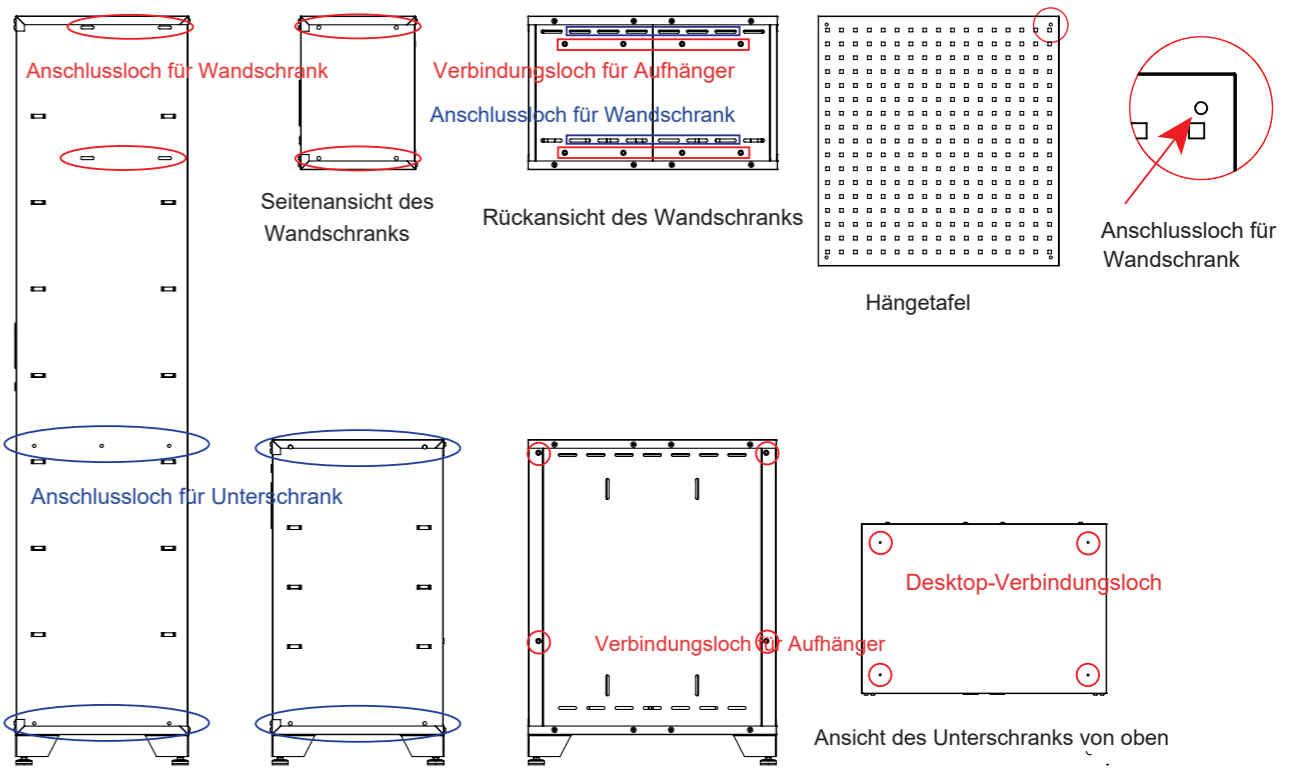 Anschlussloch für Wandschrank
Verbindungsloch für Aufhänger
Anschlussloch für Wandschrank
Seitenansicht des
Wandschranks
Rückansicht des Wandschranks
Anschlussloch für
Wandschrank
Hängetafel
Anschlussloch für Unterschrank
Desktop-Verbindungsloch
Verbindungsloch für Aufhänger
Ansicht des Unterschranks von oben